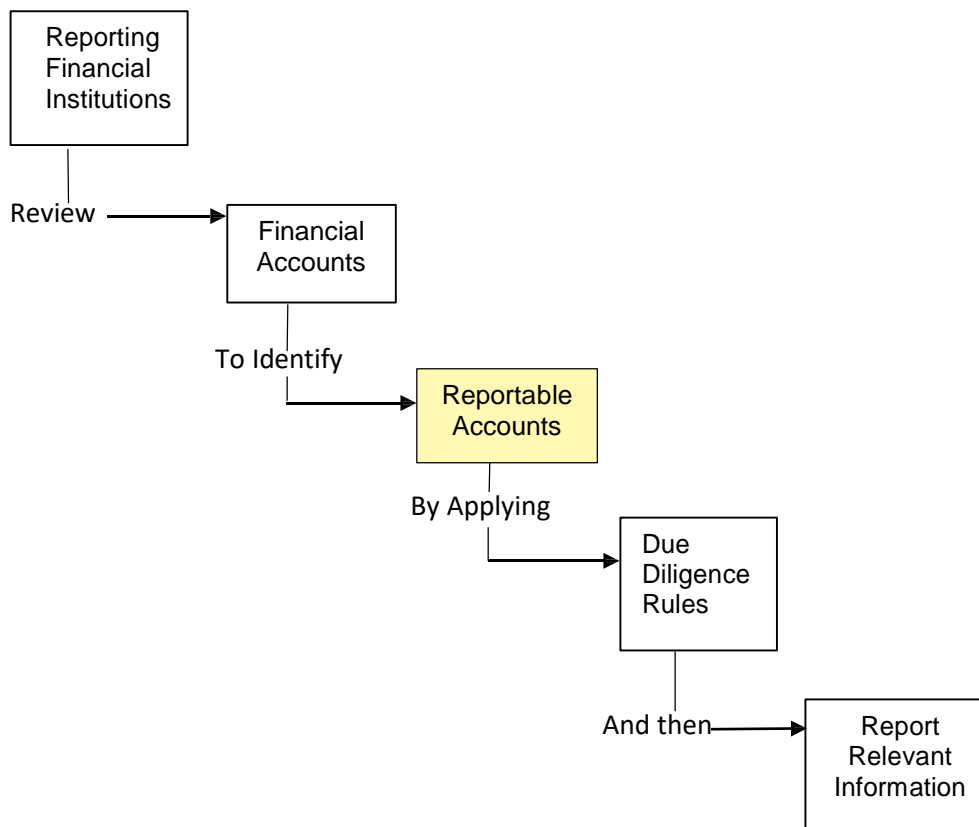 Reporting
Financial
Institutions
Review
Financial
Accounts
To Identify
Reportable
Accounts
By Applying
Due
Diligence
Rules
And then
Report
Relevant
Information